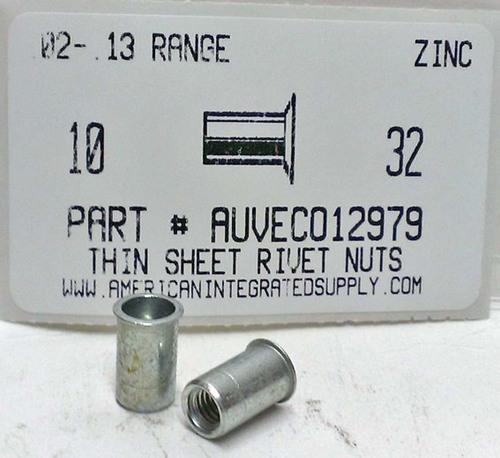 .02-.13 RANGE ZINC
10 32
PART # AUVECO12979
THIN SHEET RIVET NUTS
WWW.AMERICANINTEGRATEDSUPPLY.COM